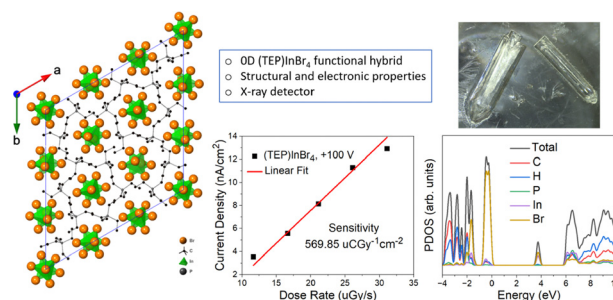 a
b
Br
C
In
P
○ 0D (TEP)InBr₄ functional hybrid
○ Structural and electronic properties
○ X-ray detector
Current Density (nA/cm²)
14
12
10
8
6
4
2
(TEP)InBr₄, +100 V
Linear Fit
Sensitivity
569.85 uCGy⁻¹cm⁻²
10 15 20 25 30 35
Dose Rate (uGy/s)
PDOS (arb. units)
Total
C
H
P
In
Br
-4 -2 0 2 4 6 8 10
Energy (eV)